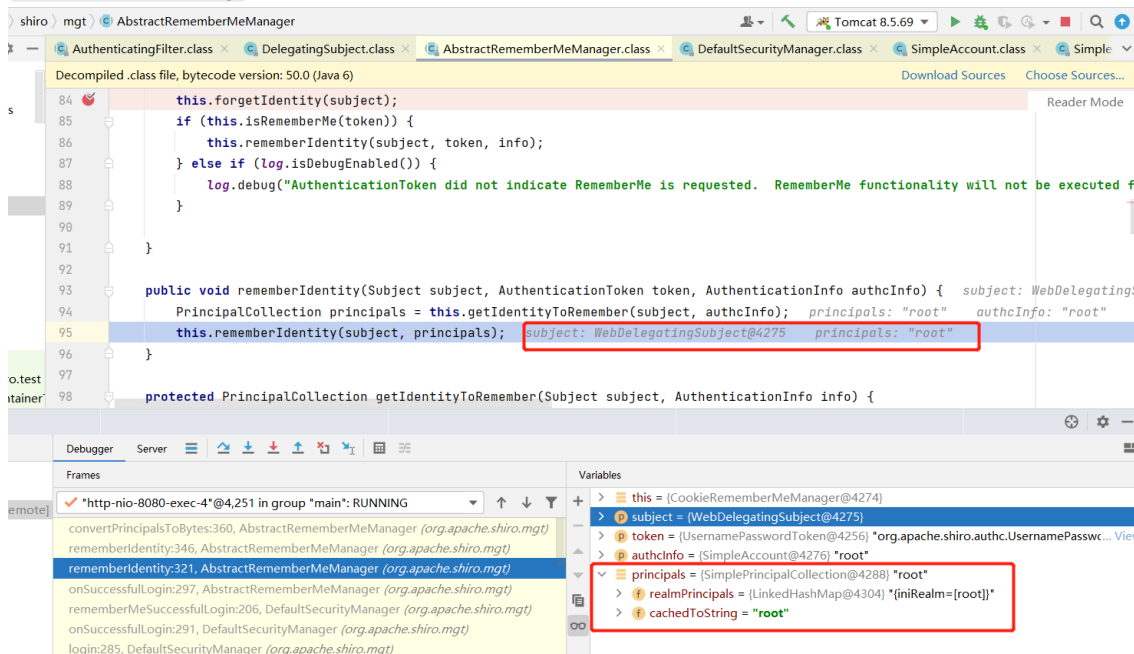 shiro mgt AbstractRememberMeManager Tomcat 8.5.69
AuthenticatingFilter.class DelegatingSubject.class AbstractRememberMeManager.class DefaultSecurityManager.class SimpleAccount.class Simple
Decompiled .class file, bytecode version: 50.0 (Java 6) Download Sources Choose Sources...
84 this.forgetIdentity(subject); Reader Mode
s
85 if (this.isRememberMe(token)) {
86 this.rememberIdentity(subject, token, info);
87 } else if (log.isDebugEnabled()) {
88 log.debug("AuthenticationToken did not indicate RememberMe is requested.  RememberMe functionality will not be executed f
89 }
90
91 }
92
93 public void rememberIdentity(Subject subject, AuthenticationToken token, AuthenticationInfo authcInfo) { subject: WebDelegatingS
94 PrincipalCollection principals = this.getIdentityToRemember(subject, authcInfo); principals: "root" authcInfo: "root"
95 this.rememberIdentity(subject, principals); subject: WebDelegatingSubject@4275 principals: "root"
96 }
97
ro.test
98 protected PrincipalCollection getIdentityToRemember(Subject subject, AuthenticationInfo info) {
ntainer
Debugger Server
Frames Variables
emote]
"http-nio-8080-exec-4"@4,251 in group "main": RUNNING
convertPrincipalsToBytes:360, AbstractRememberMeManager (org.apache.shiro.mgt)
rememberIdentity:346, AbstractRememberMeManager (org.apache.shiro.mgt)
rememberIdentity:321, AbstractRememberMeManager (org.apache.shiro.mgt)
onSuccessfulLogin:297, AbstractRememberMeManager (org.apache.shiro.mgt)
rememberMeSuccessfulLogin:206, DefaultSecurityManager (org.apache.shiro.mgt)
onSuccessfulLogin:291, DefaultSecurityManager (org.apache.shiro.mgt)
login:285, DefaultSecurityManager (org.apache.shiro.mgt)
this = {CookieRememberMeManager@4274}
subject = {WebDelegatingSubject@4275}
token = {UsernamePasswordToken@4256} "org.apache.shiro.authc.UsernamePasswc... Viev
authcInfo = {SimpleAccount@4276} "root"
principals = {SimplePrincipalCollection@4288} "root"
realmPrincipals = {LinkedHashMap@4304} "{iniRealm=[root]}"
cachedToString = "root"